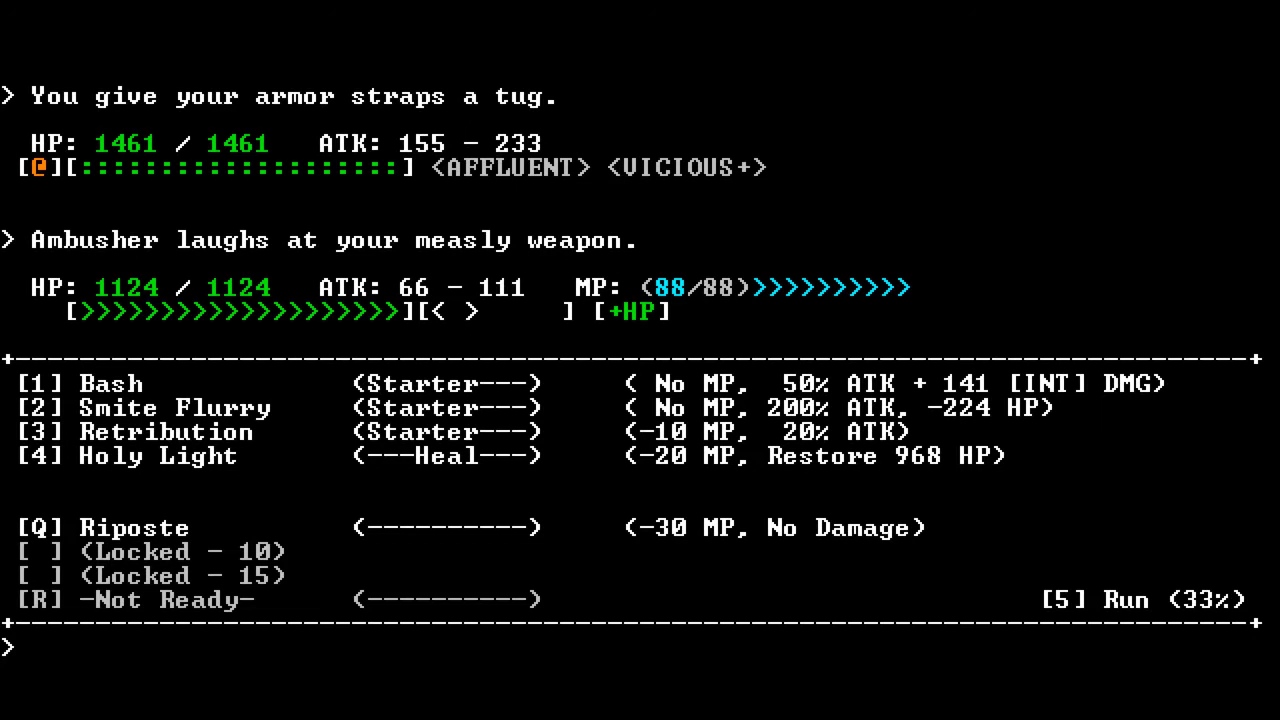 > You give your armor straps a tug.
HP: 1461 / 1461 ATK: 155 - 233
[@][::::::::::::::::::::] <AFFLUENT> <VICIOUS+>
> Ambusher laughs at your measly weapon.
HP: 1124 / 1124 ATK: 66 - 111 MP: (88/88)>>>>>>>>>>
[>>>>>>>>>>>>>>>>>>>>][< > ] [+HP]
+------------------------------------------------------------------------------+
[1] Bash (Starter---) ( No MP, 50% ATK + 141 [INT] DMG)
[2] Smite Flurry (Starter---) ( No MP, 200% ATK, -224 HP)
[3] Retribution (Starter---) (-10 MP, 20% ATK)
[4] Holy Light (---Heal---) (-20 MP, Restore 968 HP)
[Q] Riposte (----------) (-30 MP, No Damage)
[ ] (Locked - 10)
[ ] (Locked - 15)
[R] -Not Ready- (----------) [5] Run (33%)
+------------------------------------------------------------------------------+
>